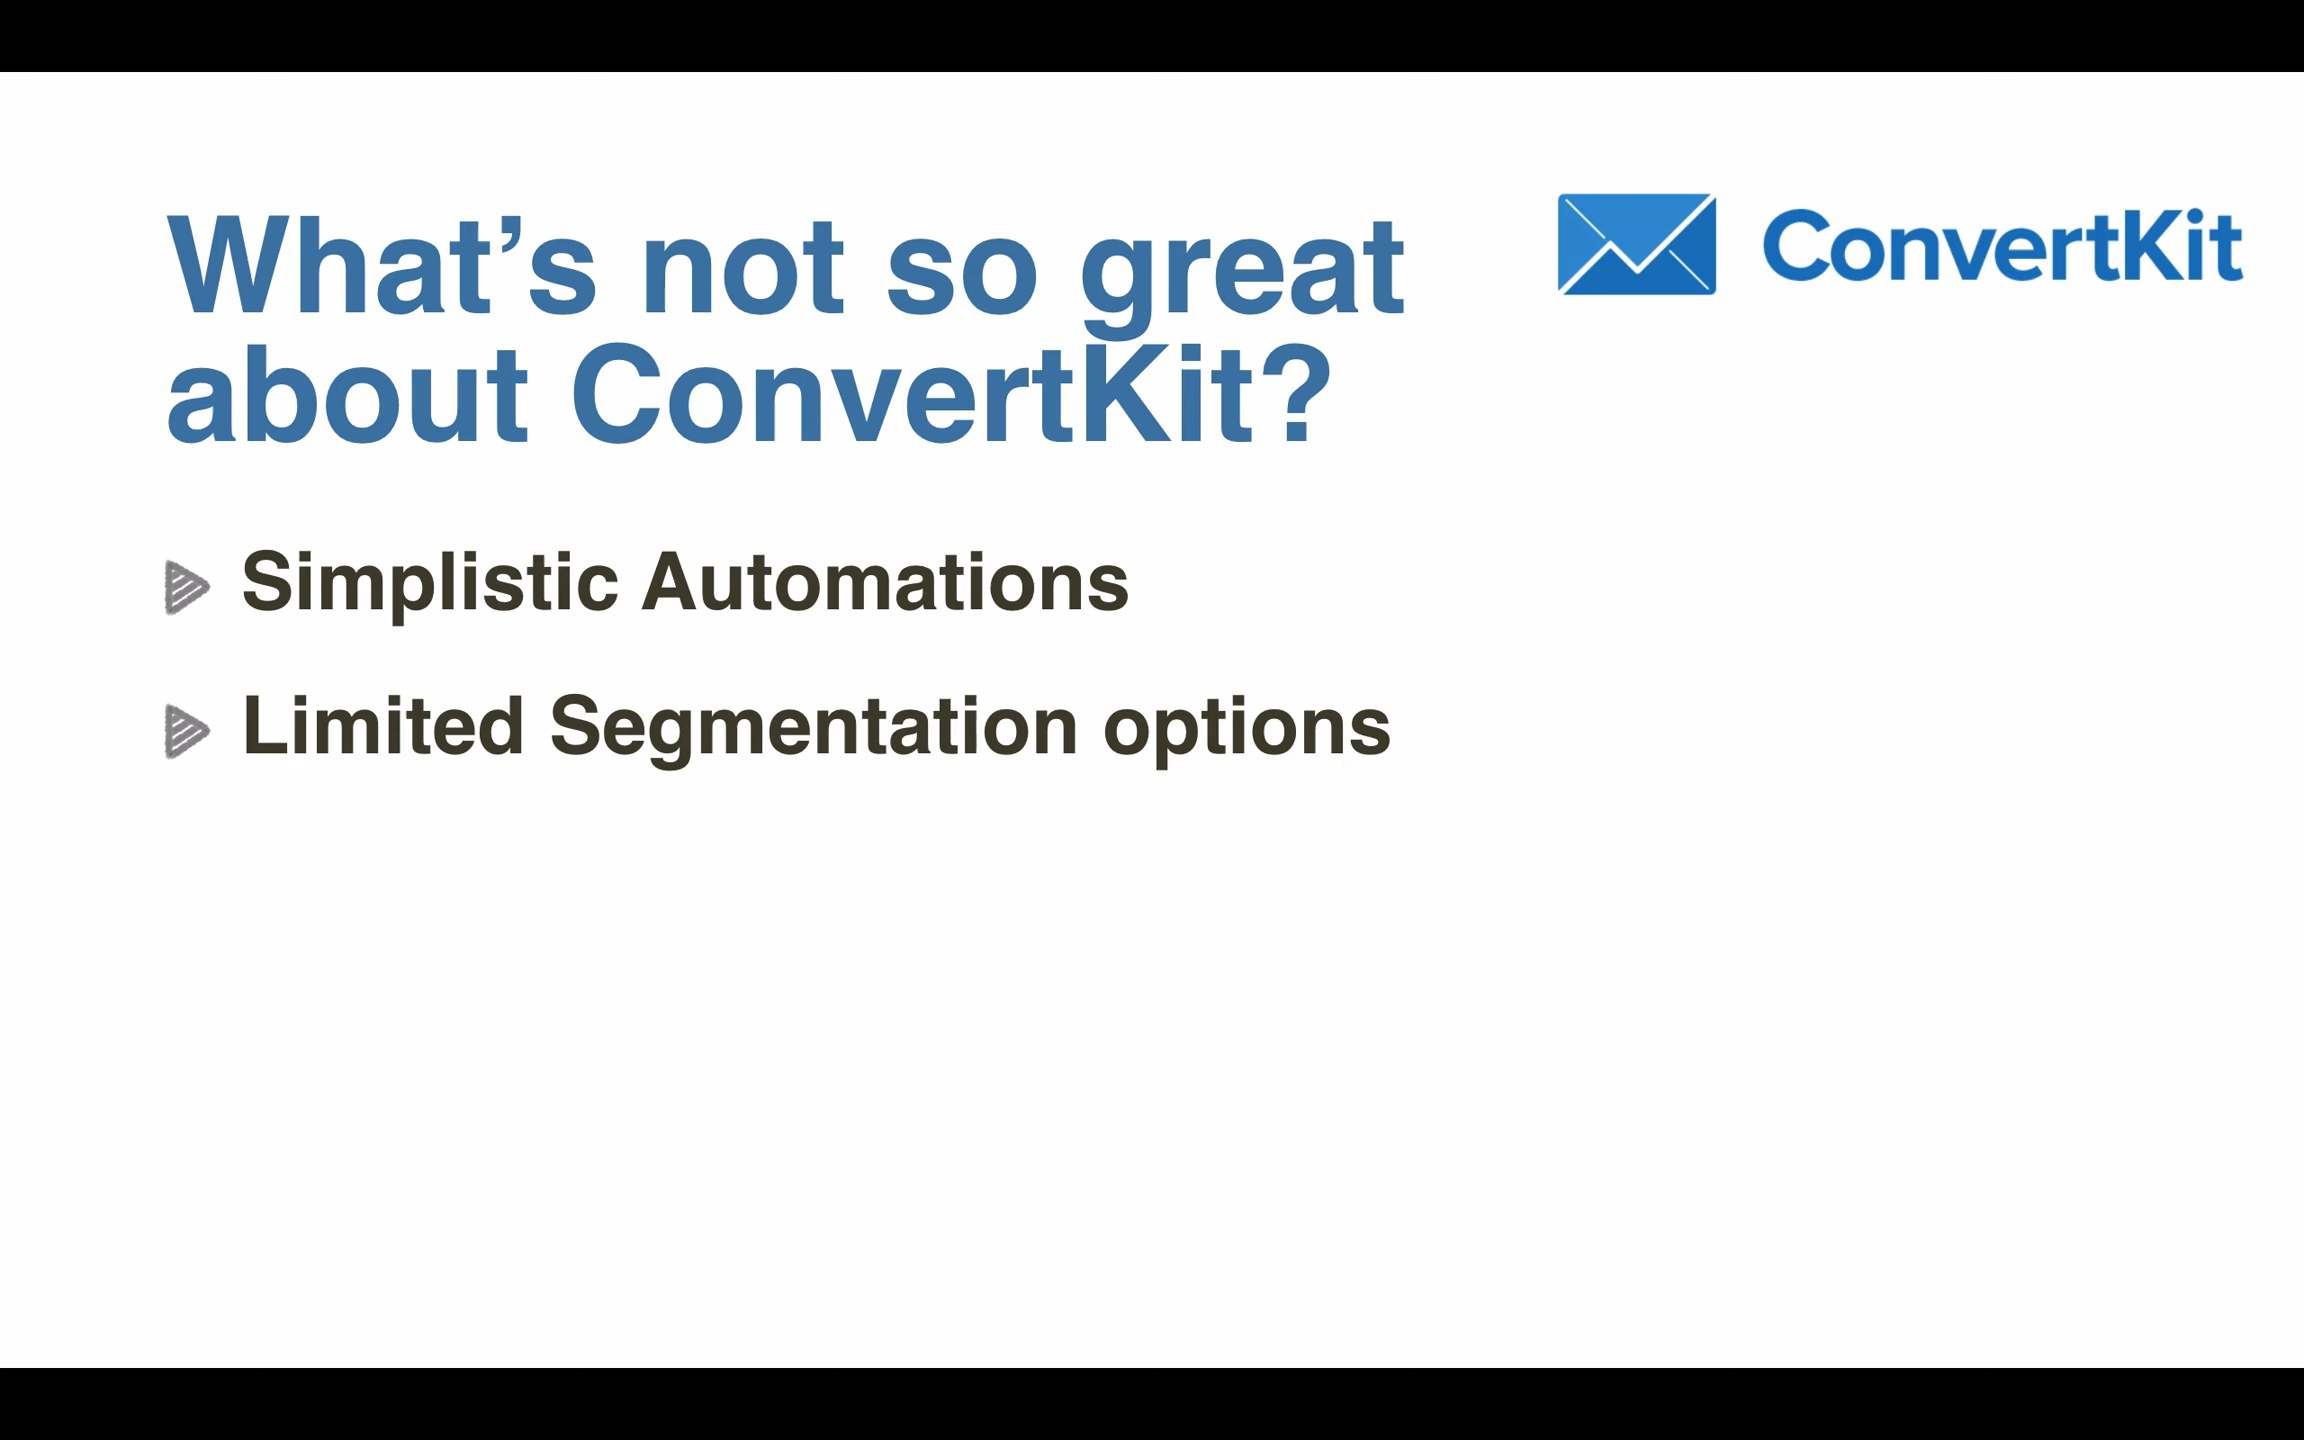 What’s not so great
about ConvertKit?
ConvertKit
Simplistic Automations
Limited Segmentation options